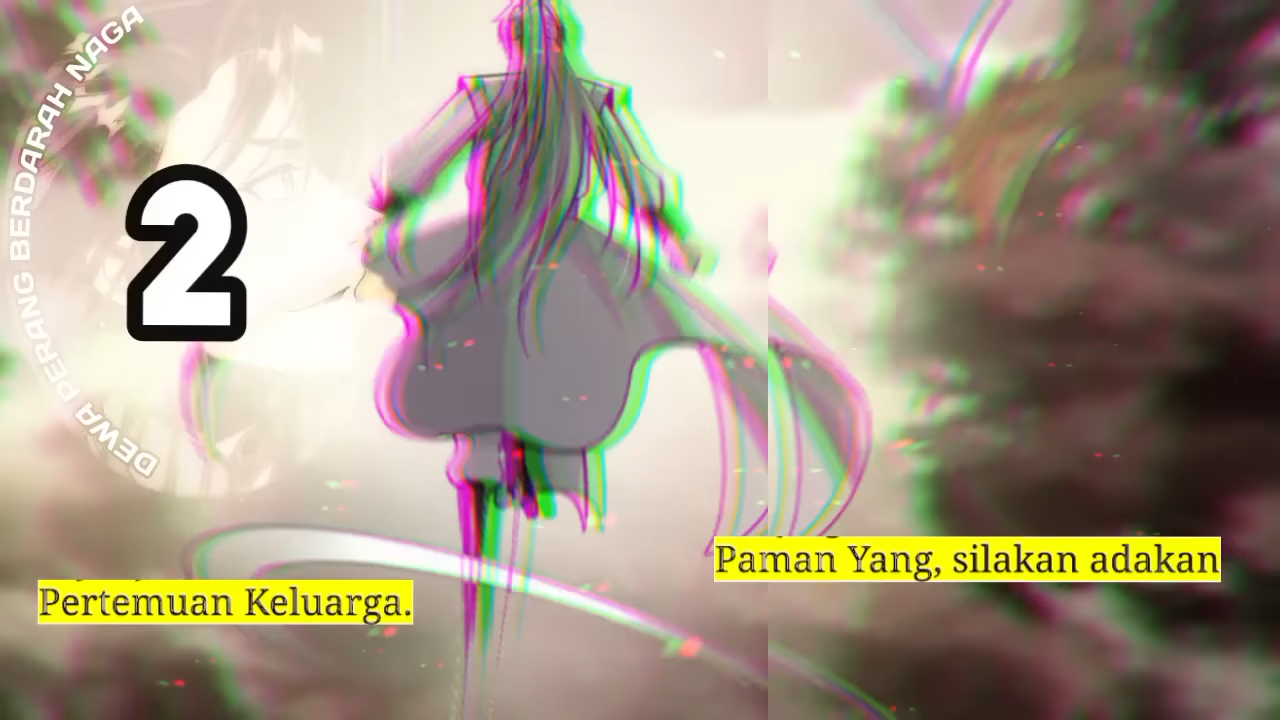 DEWA PERANG BERDARAH NAGA
2
Paman Yang, silakan adakan
Pertemuan Keluarga.